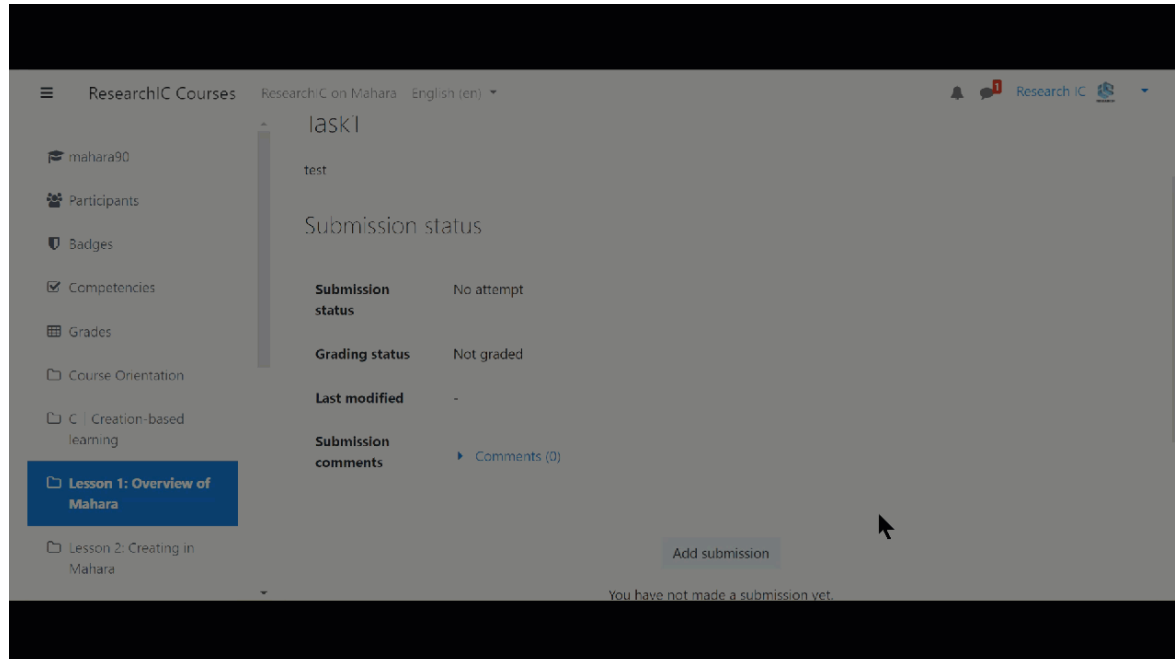 ResearchIC Courses
ResearchIC on Mahara English (en)
1
Research IC
Task1
mahara90
test
Participants
Submission status
Badges
Competencies
Submission status
No attempt
Grades
Grading status
Not graded
Course Orientation
Last modified
-
C | Creation-based
learning
Submission comments
Comments (0)
Lesson 1: Overview of
Mahara
Lesson 2: Creating in
Mahara
Add submission
You have not made a submission yet.